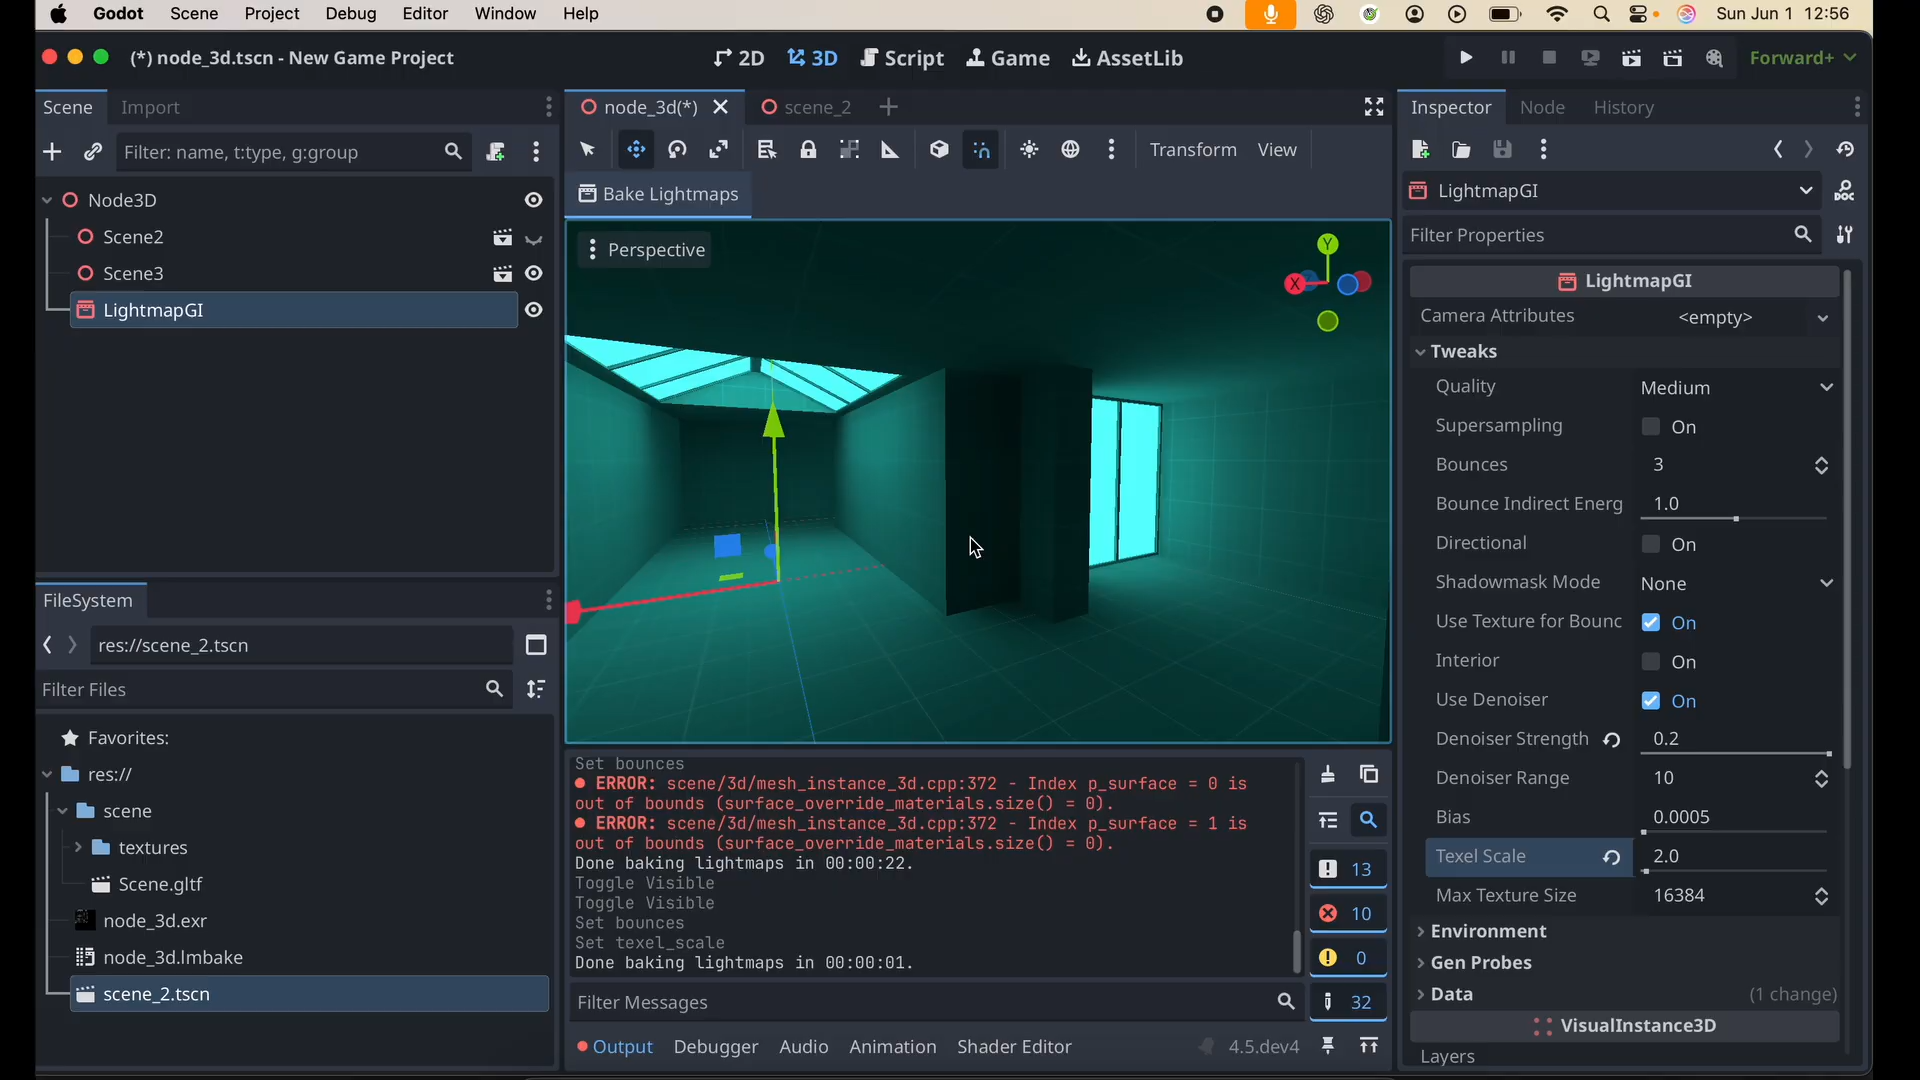 Godot Scene Project Debug Editor Window Help Sun Jun 1 12:56
(*) node_3d.tscn - New Game Project 2D 3D Script Game AssetLib Forward+
Scene Import
Filter: name, t:type, g:group
Node3D
Scene2
Scene3
LightmapGI
FileSystem
res://scene_2.tscn
Filter Files
Favorites:
res://
scene
textures
Scene.gltf
node_3d.exr
node_3d.lmbake
scene_2.tscn
node_3d(*) scene_2
Transform View
Bake Lightmaps
Perspective
Y
X
Set bounces
ERROR: scene/3d/mesh_instance_3d.cpp:372 - Index p_surface = 0 is
out of bounds (surface_override_materials.size() = 0).
ERROR: scene/3d/mesh_instance_3d.cpp:372 - Index p_surface = 1 is
out of bounds (surface_override_materials.size() = 0).
Done baking lightmaps in 00:00:22.
Toggle Visible
Toggle Visible
Set bounces
Set texel_scale
Done baking lightmaps in 00:00:01.
13
10
0
32
Filter Messages
Output Debugger Audio Animation Shader Editor 4.5.dev4
Inspector Node History
LightmapGI
DOC
Filter Properties
LightmapGI
Camera Attributes <empty>
Tweaks
Quality Medium
Supersampling On
Bounces 3
Bounce Indirect Energ 1.0
Directional On
Shadowmask Mode None
Use Texture for Bounc On
Interior On
Use Denoiser On
Denoiser Strength 0.2
Denoiser Range 10
Bias 0.0005
Texel Scale 2.0
Max Texture Size 16384
Environment
Gen Probes
Data (1 change)
VisualInstance3D
Layers